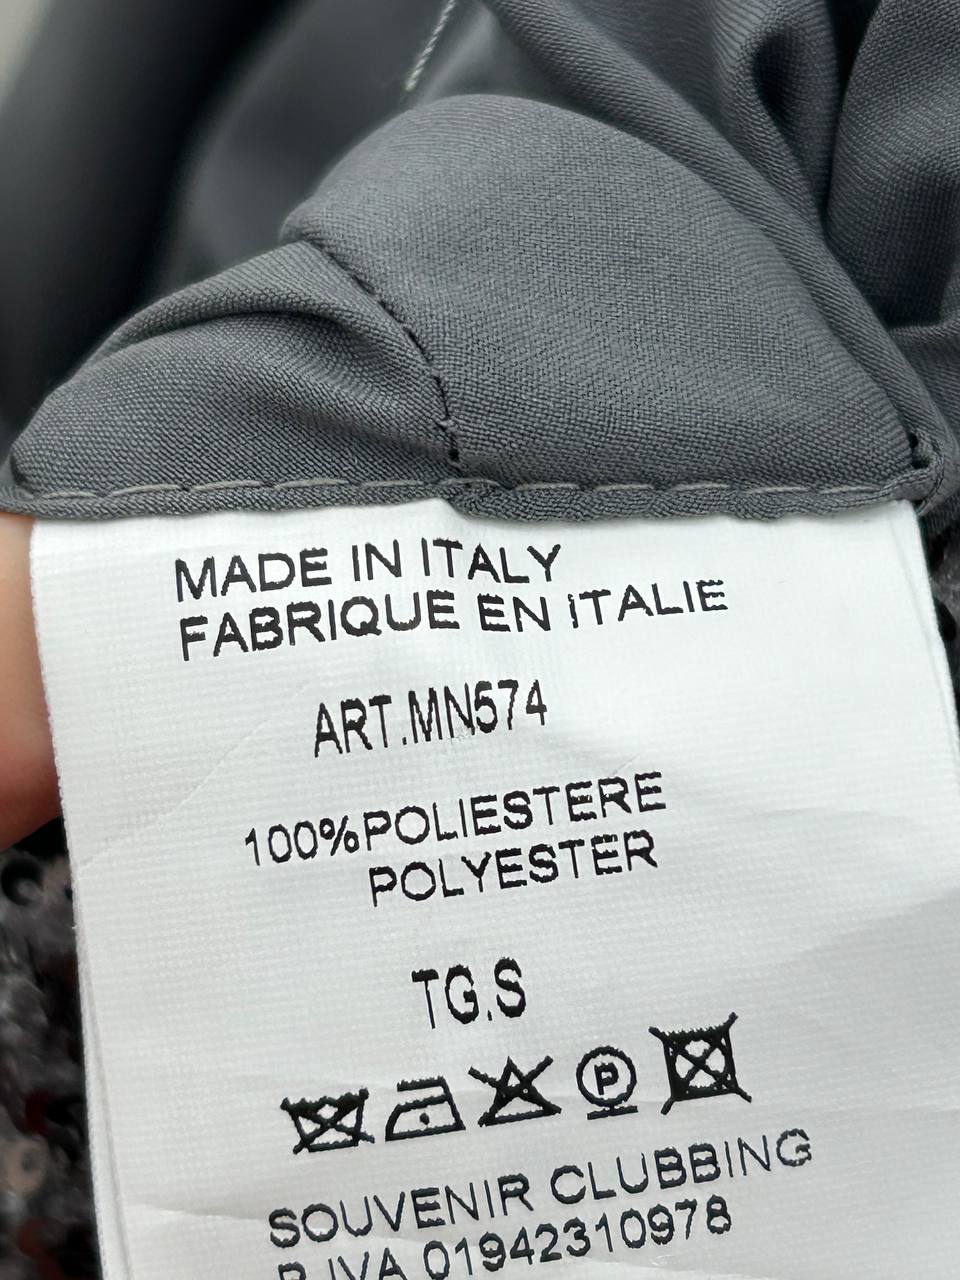 MADE IN ITALY
FABRIQUE EN ITALIE
ART.MN574
100%POLIESTERE
POLYESTER
TG.S
P
SOUVENIR CLUBBING
P.IVA 01942310978